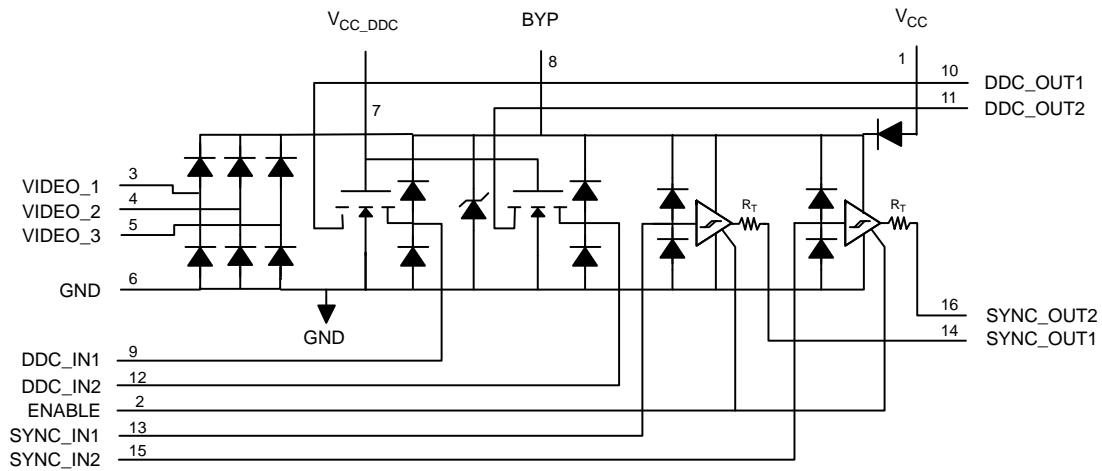 V_CC_DDC
BYP
V_CC
8
1
10
DDC_OUT1
11
DDC_OUT2
7
3
VIDEO_1
4
VIDEO_2
5
VIDEO_3
R_T
R_T
6
GND
GND
16
SYNC_OUT2
14
SYNC_OUT1
9
DDC_IN1
12
DDC_IN2
2
ENABLE
13
SYNC_IN1
15
SYNC_IN2